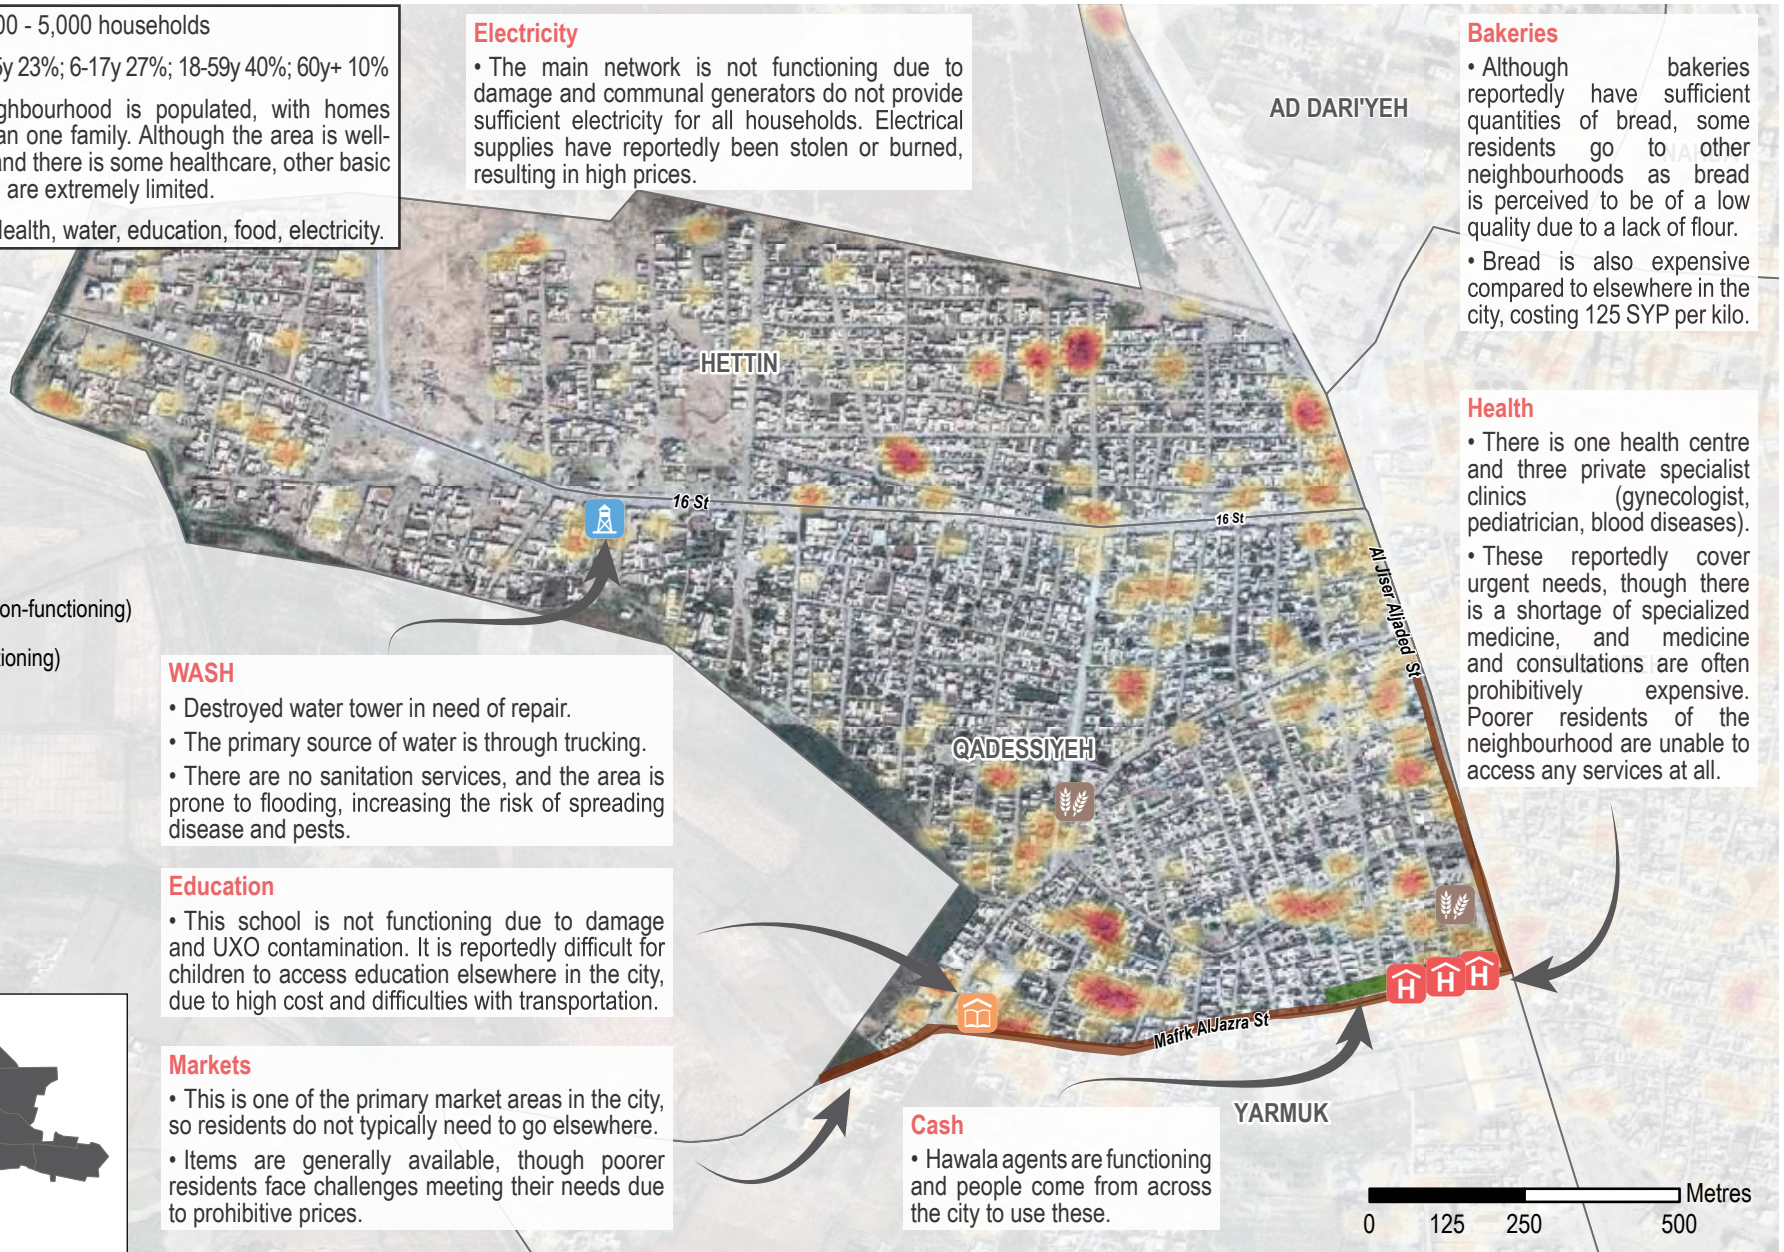 00 - 5,000 households
y 23%; 6-17y 27%; 18-59y 40%; 60y+ 10%
ghbourhood is populated, with homes
an one family. Although the area is well-
and there is some healthcare, other basic
are extremely limited.
Health, water, education, food, electricity.
Electricity
• The main network is not functioning due to
damage and communal generators do not provide
sufficient electricity for all households. Electrical
supplies have reportedly been stolen or burned,
resulting in high prices.
AD DARI'YEH
Bakeries
• Although bakeries
reportedly have sufficient
quantities of bread, some
residents go to other
neighbourhoods as bread
is perceived to be of a low
quality due to a lack of flour.
• Bread is also expensive
compared to elsewhere in the
city, costing 125 SYP per kilo.
HETTIN
Health
• There is one health centre
and three private specialist
clinics (gynecologist,
pediatrician, blood diseases).
• These reportedly cover
urgent needs, though there
is a shortage of specialized
medicine, and medicine
and consultations are often
prohibitively expensive.
Poorer residents of the
neighbourhood are unable to
access any services at all.
16 St
16 St
Al Jiser Aljaded St
on-functioning)
tioning)
WASH
• Destroyed water tower in need of repair.
• The primary source of water is through trucking.
• There are no sanitation services, and the area is
prone to flooding, increasing the risk of spreading
disease and pests.
QADESSIYEH
Education
• This school is not functioning due to damage
and UXO contamination. It is reportedly difficult for
children to access education elsewhere in the city,
due to high cost and difficulties with transportation.
H H H
Mafrk AlJazra St
Markets
• This is one of the primary market areas in the city,
so residents do not typically need to go elsewhere.
• Items are generally available, though poorer
residents face challenges meeting their needs due
to prohibitive prices.
Cash
• Hawala agents are functioning
and people come from across
the city to use these.
YARMUK
Metres
0 125 250 500